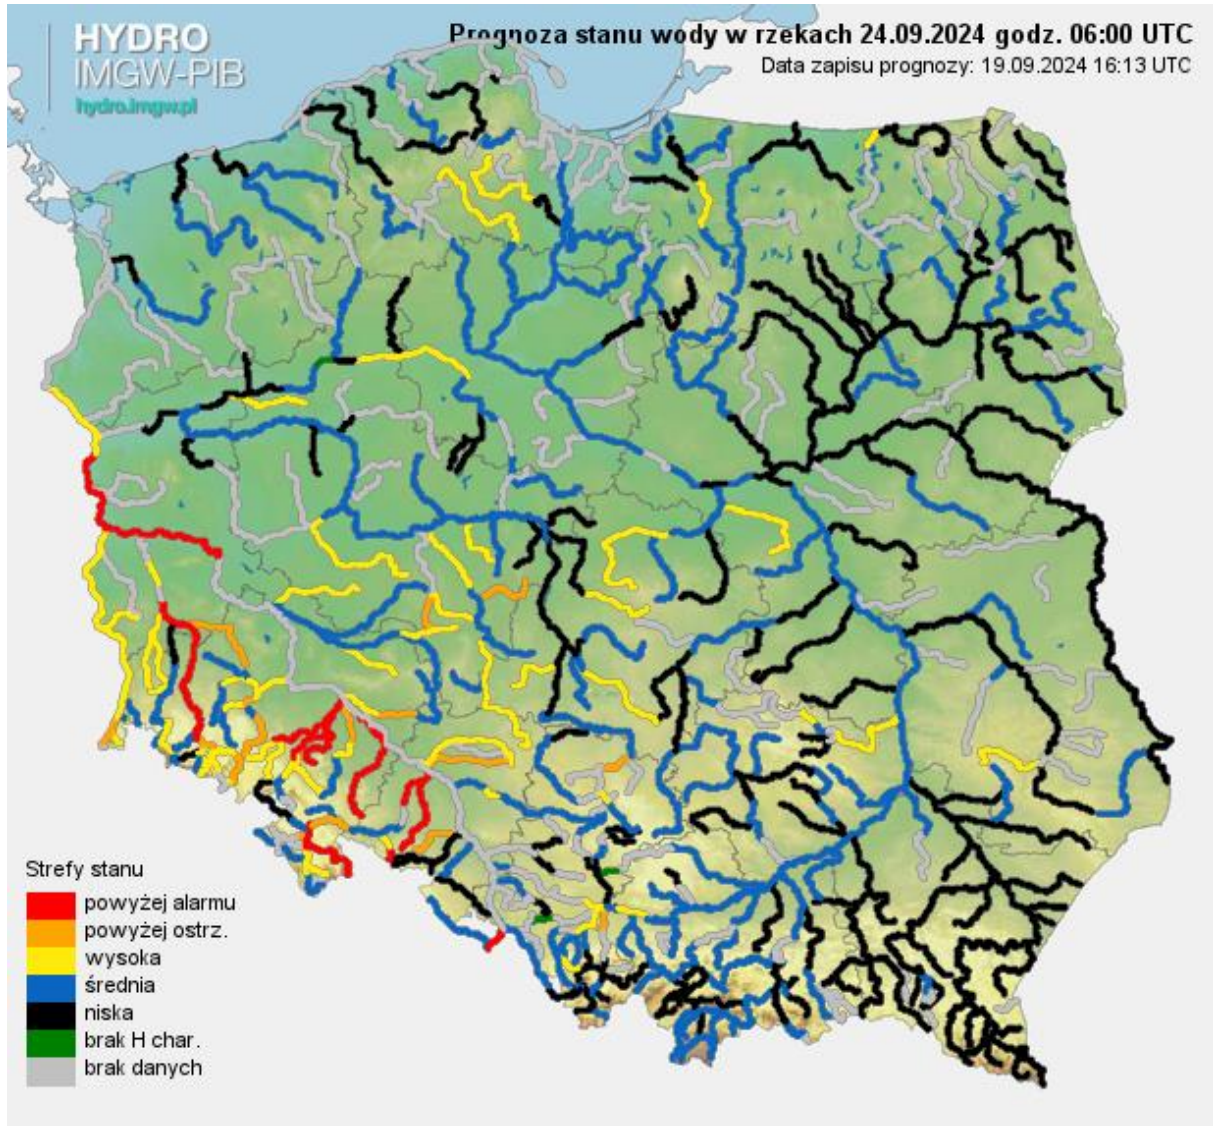 HYDRO
IMGW-PIB
hydro.imgw.pl
Prognoza stanu wody w rzekach 24.09.2024 godz. 06:00 UTC
Data zapisu prognozy: 19.09.2024 16:13 UTC
Strefy stanu
powyżej alarmu
powyżej ostrz.
wysoka
średnia
niska
brak H char.
brak danych